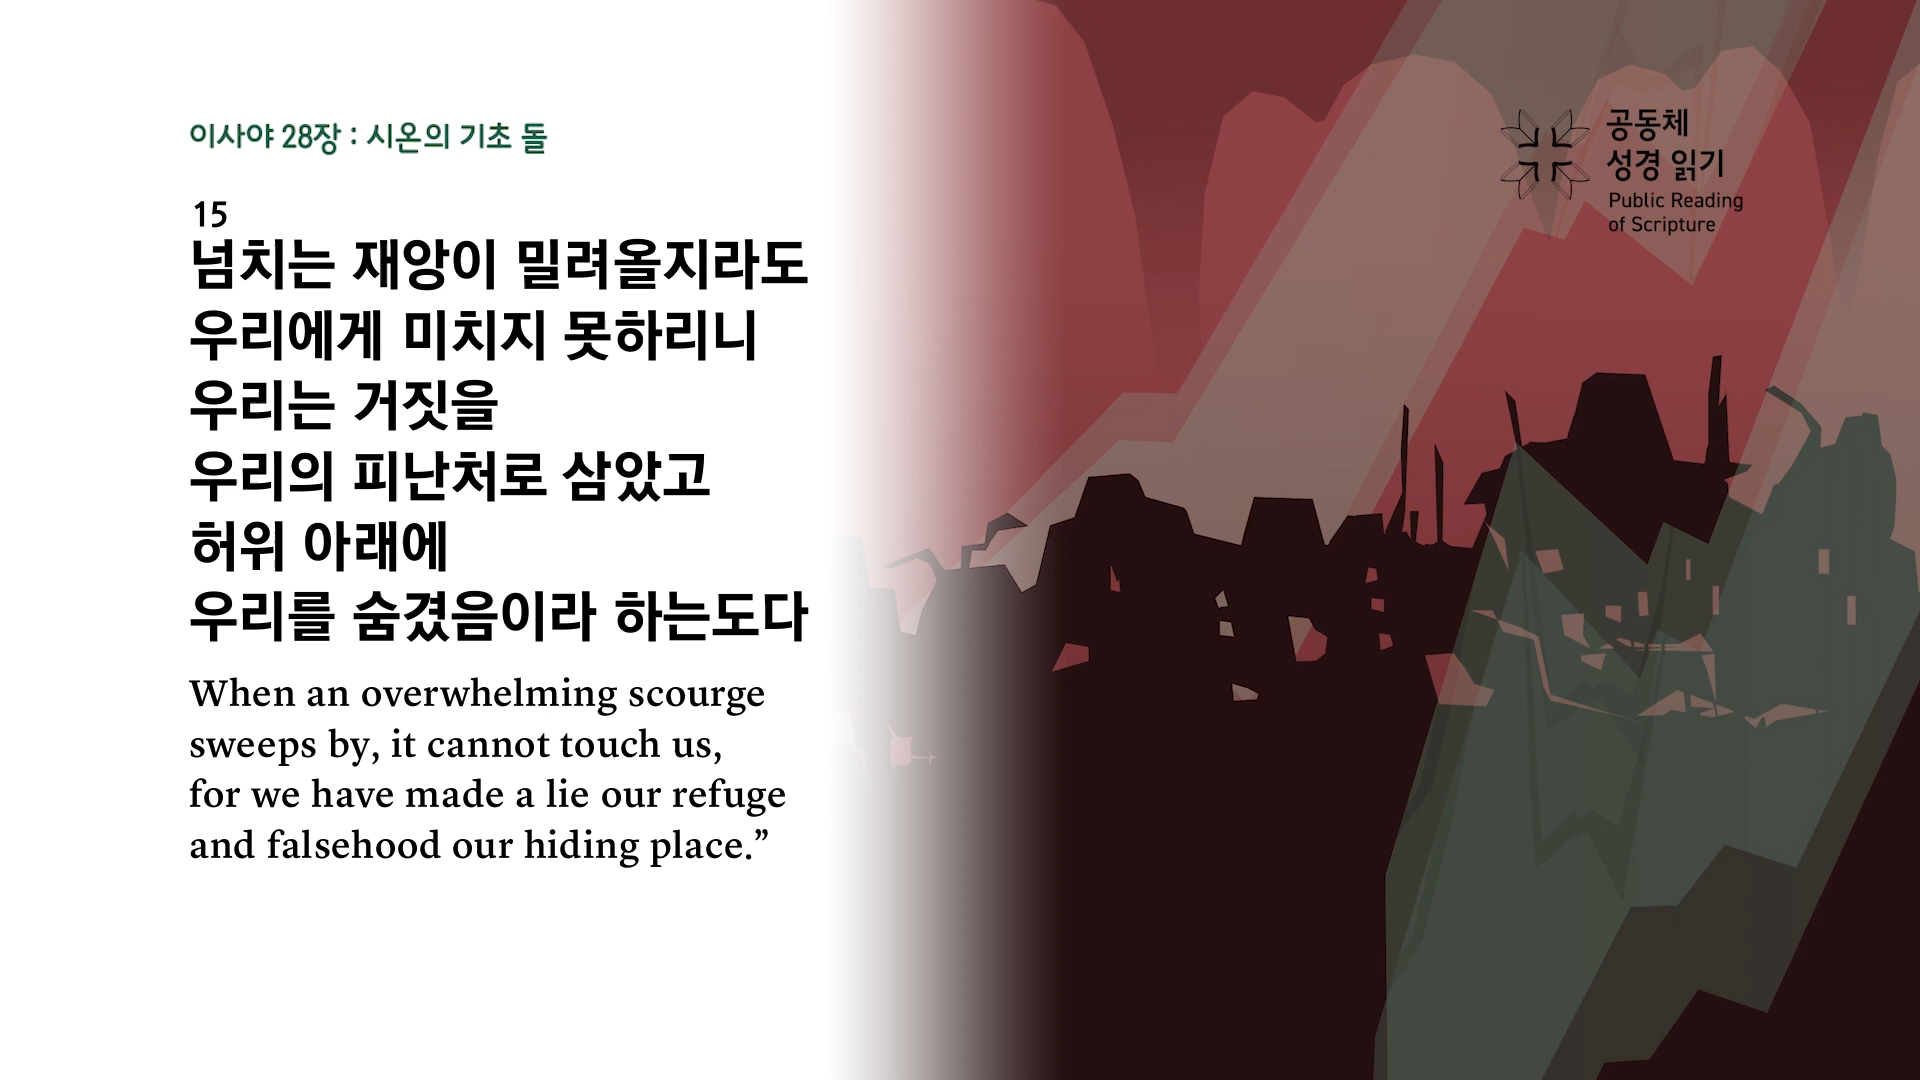 이사야 28장 : 시온의 기초 돌
15
넘치는 재앙이 밀려올지라도
우리에게 미치지 못하리니
우리는 거짓을
우리의 피난처로 삼았고
허위 아래에
우리를 숨겼음이라 하는도다
When an overwhelming scourge
sweeps by, it cannot touch us,
for we have made a lie our refuge
and falsehood our hiding place.”
공동체
성경 읽기
Public Reading
of Scripture